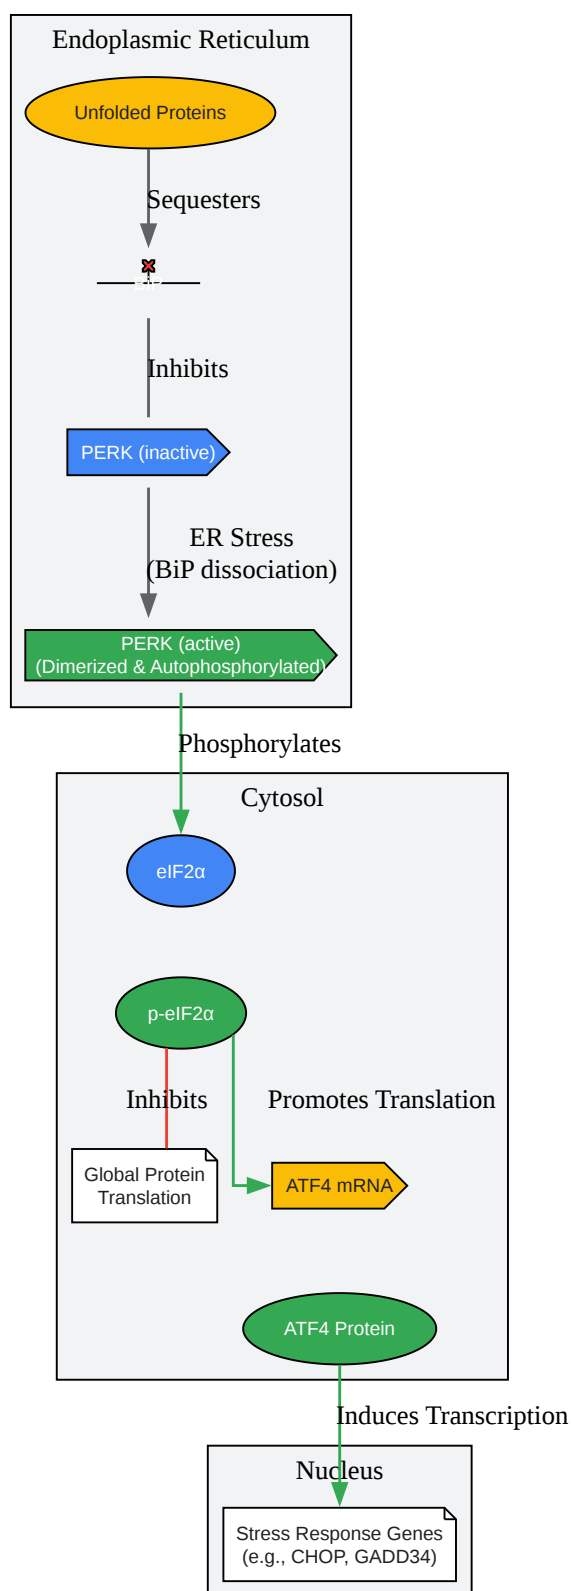 Endoplasmic Reticulum
Unfolded Proteins
Sequesters
BiP
Inhibits
PERK (inactive)
ER Stress
(BiP dissociation)
PERK (active)
(Dimerized & Autophosphorylated)
Phosphorylates
Cytosol
eIF2α
p-eIF2α
Inhibits
Promotes Translation
Global Protein
Translation
ATF4 mRNA
ATF4 Protein
Induces Transcription
Nucleus
Stress Response Genes
(e.g., CHOP, GADD34)